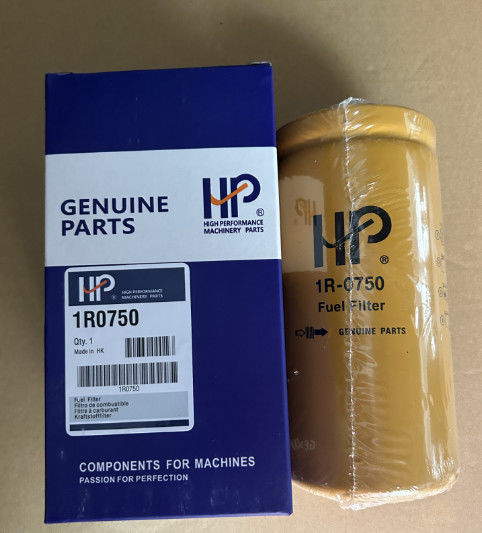 GENUINE
PARTS
HP®
HIGH PERFORMANCE
MACHINERY PARTS
HP
HIGH PERFORMANCE
MACHINERY PARTS
1R0750
Qty. 1
Made in HK
1R0750
Fuel Filter
Filtro de combustible
Filtre à carburant
Kraftstofffilter
COMPONENTS FOR MACHINES
PASSION FOR PERFECTION
HP®
1R-0750
Fuel Filter
GENUINE PARTS